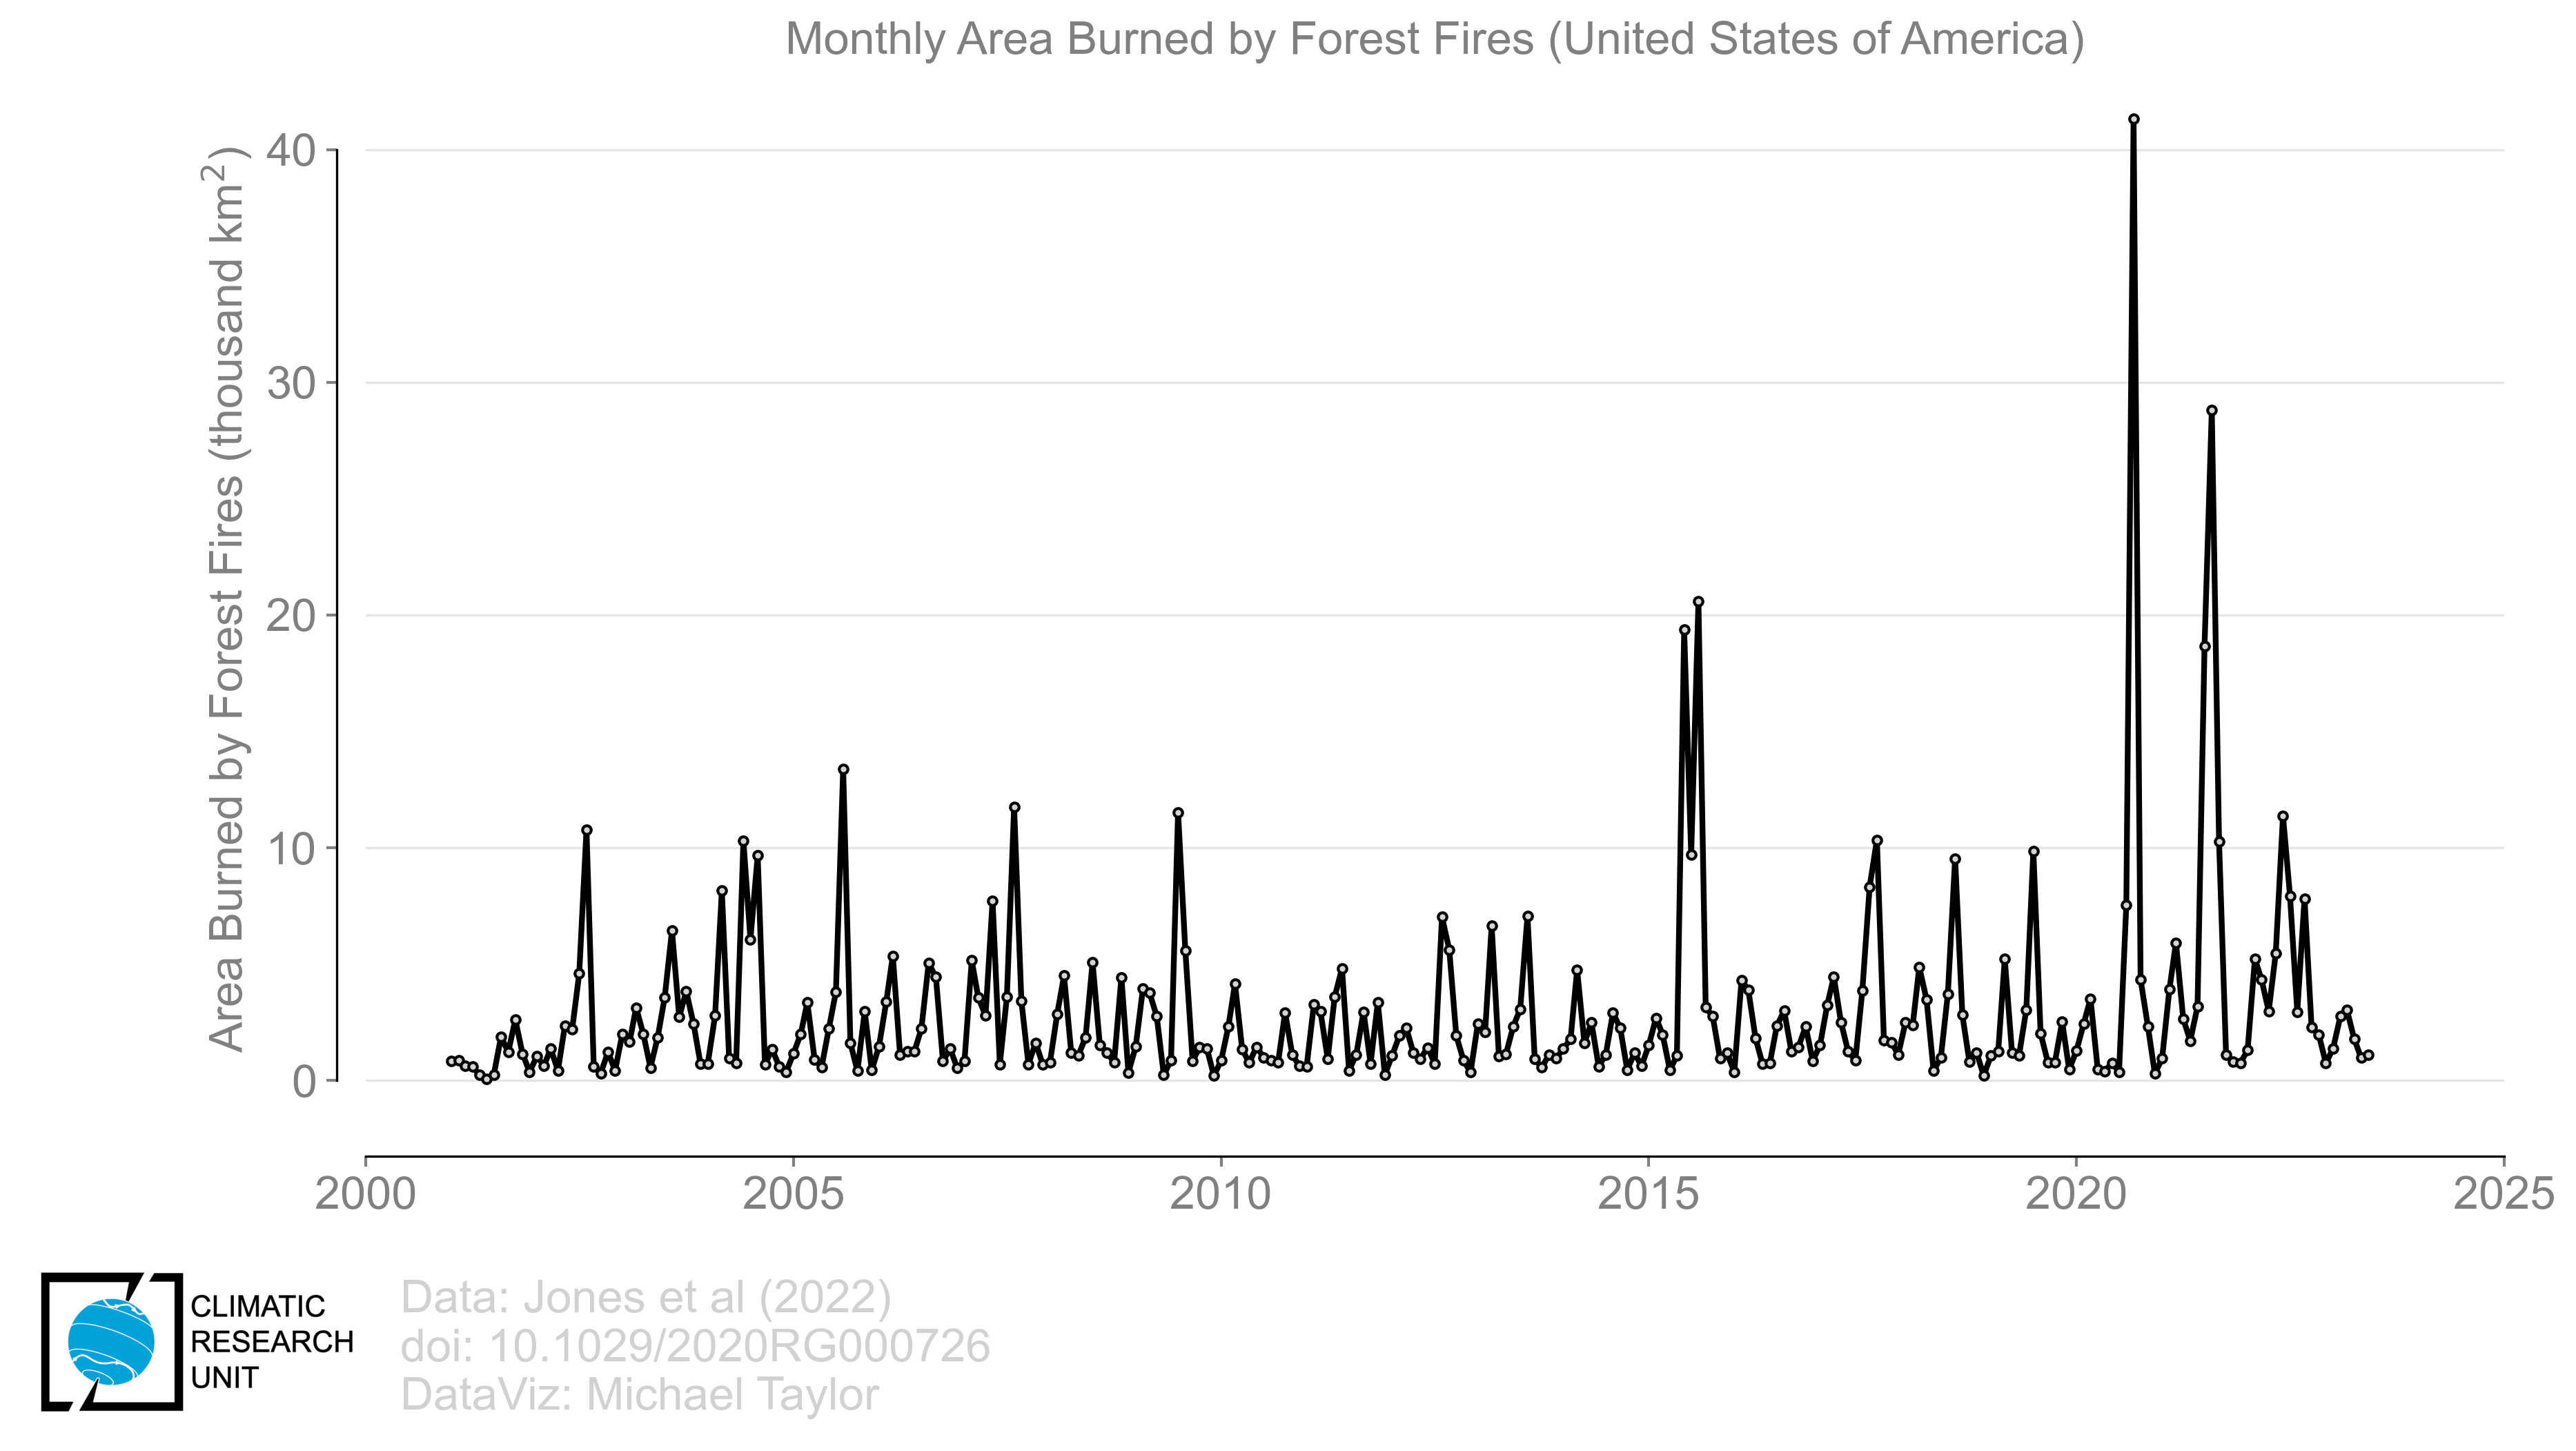 Monthly Area Burned by Forest Fires (United States of America)
Area Burned by Forest Fires (thousand km²)
40
30
20
10
0
2000 2005 2010 2015 2020 2025
CLIMATIC
RESEARCH
UNIT
Data: Jones et al (2022)
doi: 10.1029/2020RG000726
DataViz: Michael Taylor